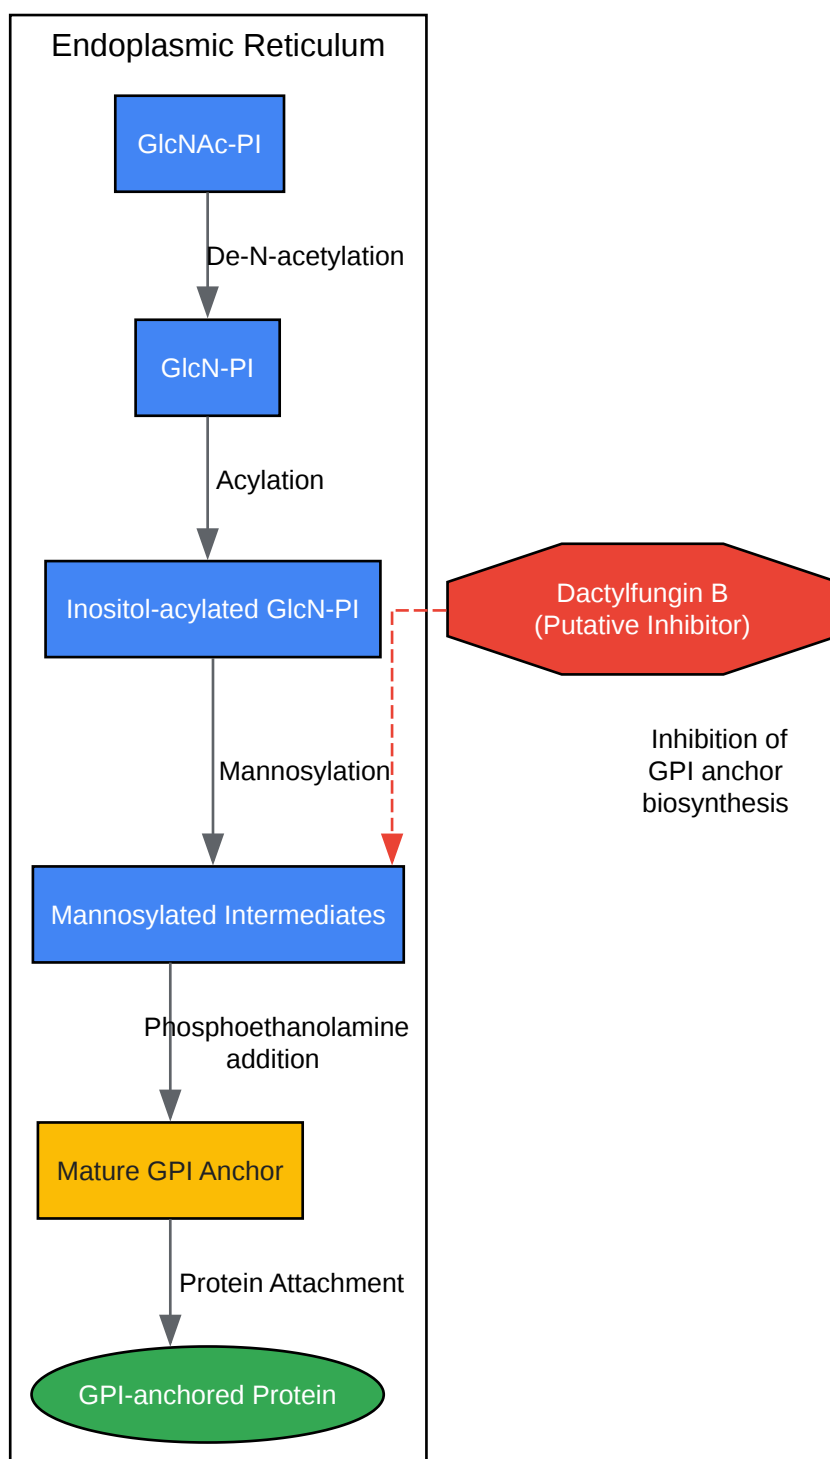 Endoplasmic Reticulum
GlcNAc-PI
De-N-acetylation
GlcN-PI
Acylation
Inositol-acylated GlcN-PI
Dactylfungin B
(Putative Inhibitor)
Mannosylation
Inhibition of
GPI anchor
biosynthesis
Mannosylated Intermediates
Phosphoethanolamine
addition
Mature GPI Anchor
Protein Attachment
GPI-anchored Protein